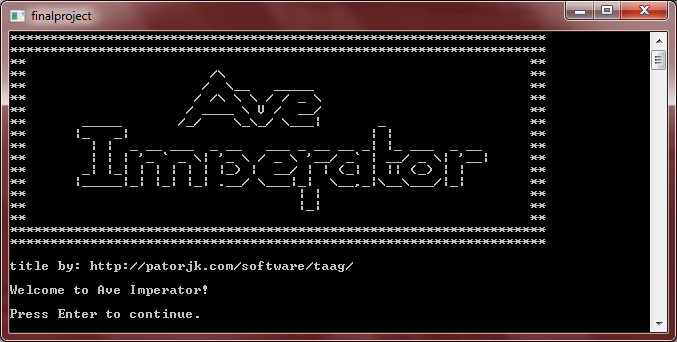 finalproject
Ave
Imperator
title by: http://patorjk.com/software/taag/
Welcome to Ave Imperator!
Press Enter to continue.